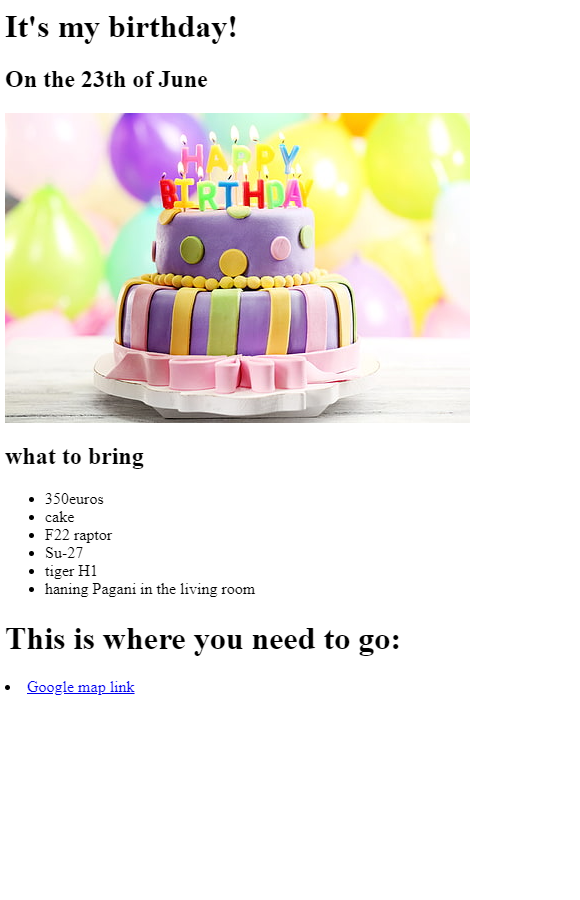 It's my birthday!
On the 23th of June
HAPPY
BIRTHDAY
what to bring
350euros
cake
F22 raptor
Su-27
tiger H1
haning Pagani in the living room
This is where you need to go:
Google map link